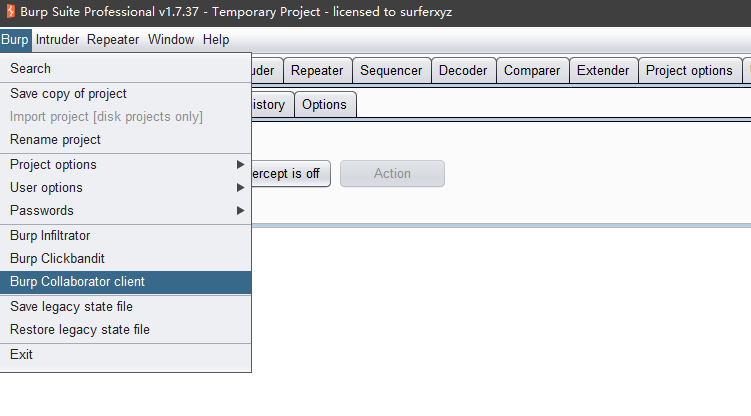 Burp Suite Professional v1.7.37 - Temporary Project - licensed to surferxyz
Burp Intruder Repeater Window Help
uder Repeater Sequencer Decoder Comparer Extender Project options
istory Options
ercept is off Action
Search
Save copy of project
Import project [disk projects only]
Rename project
Project options
User options
Passwords
Burp Infiltrator
Burp Clickbandit
Burp Collaborator client
Save legacy state file
Restore legacy state file
Exit